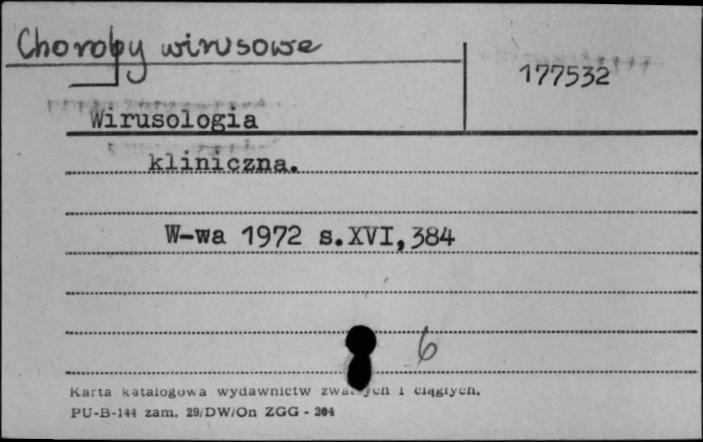 Choroby wirusowe
177532
Wirusologia
kliniczna.
W-wa 1972 s.XVI,384
6
Karta katalogowa wydawnictw i ciągłych.
PU-B-144 zam. 29/DW/On ZGG - 204